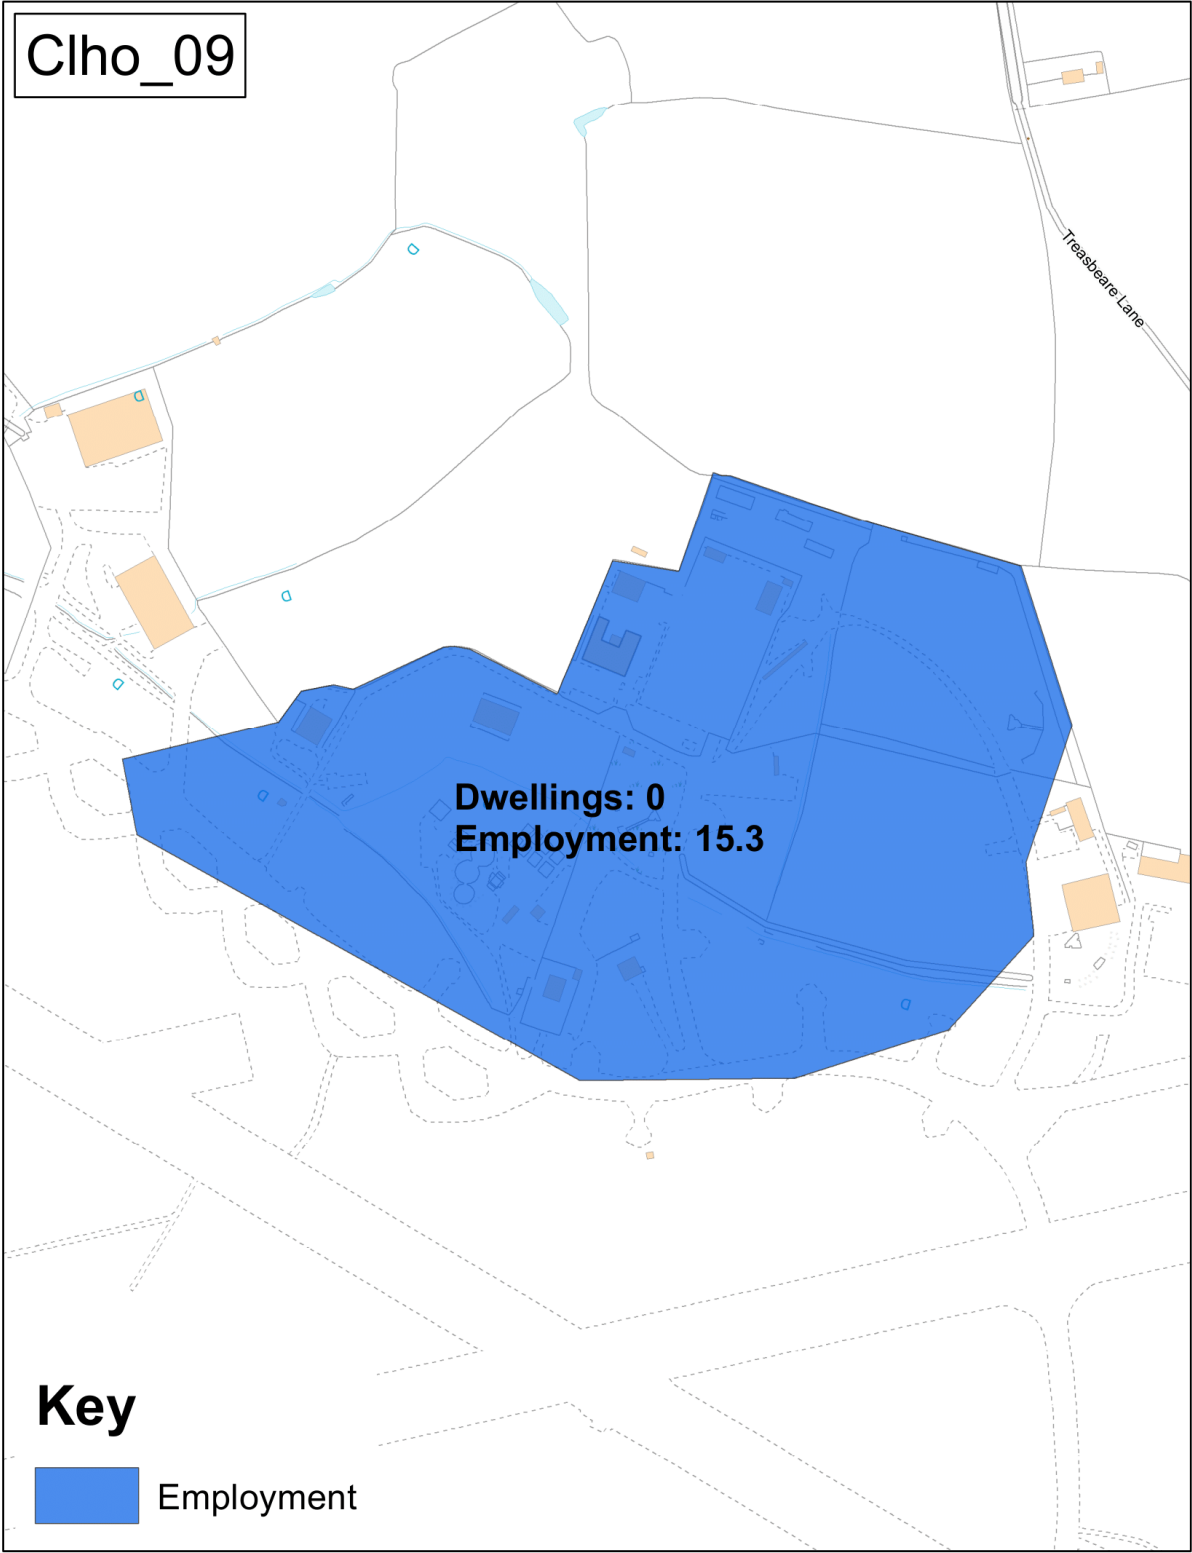 Clho_09
Treasbeare Lane
Dwellings: 0
Employment: 15.3
Key
Employment